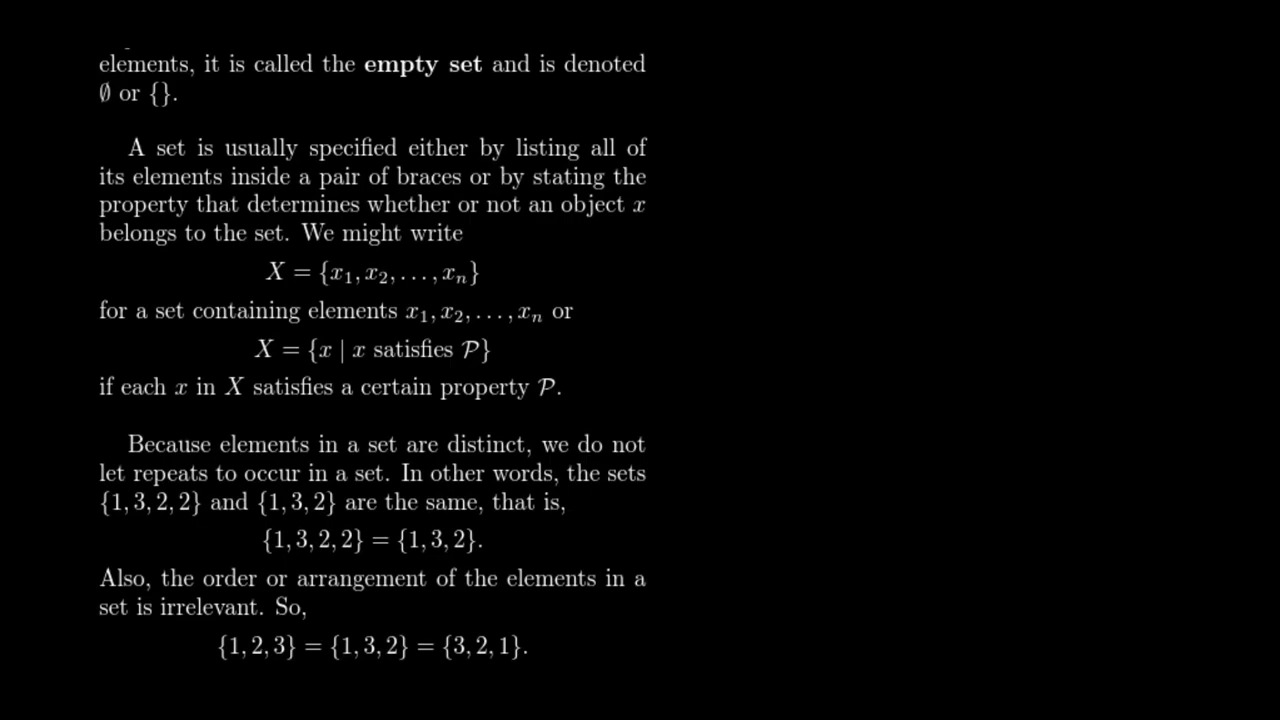 elements, it is called the empty set and is denoted
∅ or {}.
A set is usually specified either by listing all of
its elements inside a pair of braces or by stating the
property that determines whether or not an object x
belongs to the set. We might write
X = {x₁, x₂, . . . , xₙ}
for a set containing elements x₁, x₂, . . . , xₙ or
X = {x | x satisfies 𝒫}
if each x in X satisfies a certain property 𝒫.
Because elements in a set are distinct, we do not
let repeats to occur in a set. In other words, the sets
{1, 3, 2, 2} and {1, 3, 2} are the same, that is,
{1, 3, 2, 2} = {1, 3, 2}.
Also, the order or arrangement of the elements in a
set is irrelevant. So,
{1, 2, 3} = {1, 3, 2} = {3, 2, 1}.